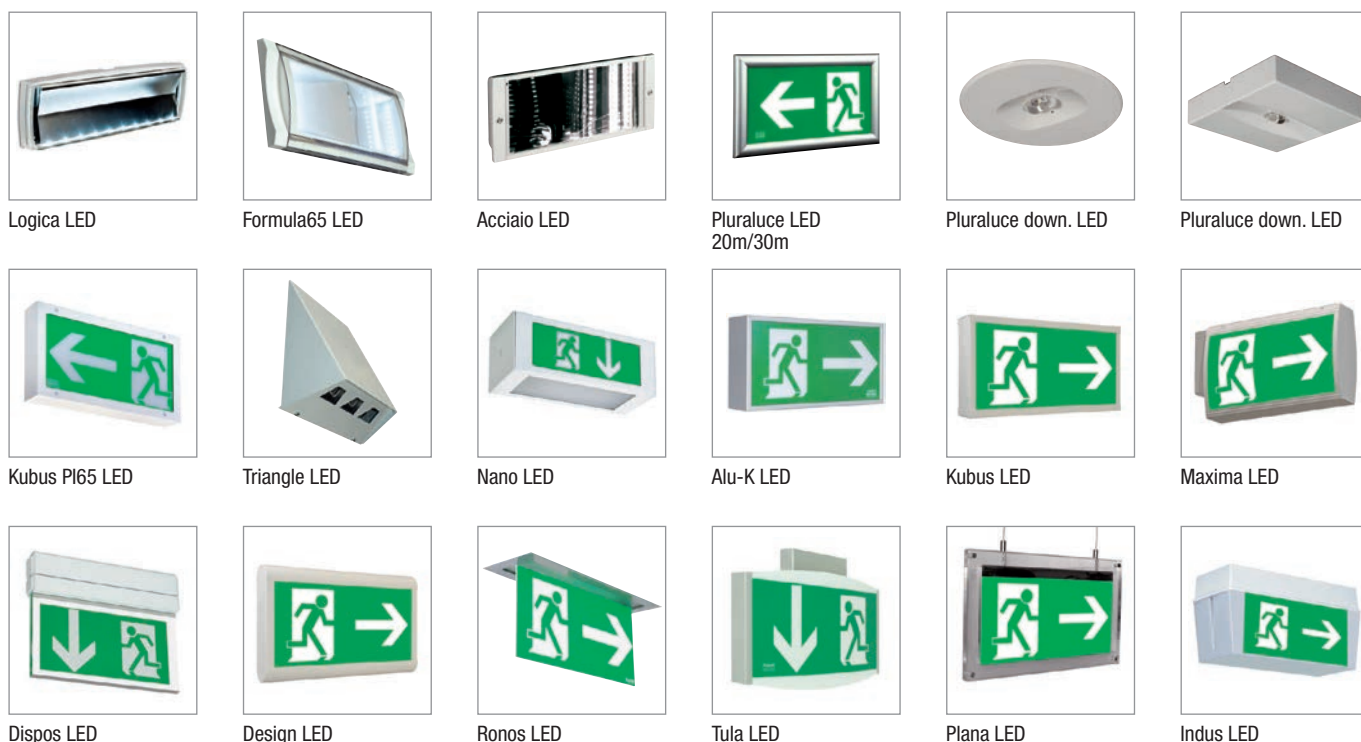 Logica LED
Formula65 LED
Acciaio LED
Pluraluce LED
20m/30m
Pluraluce down. LED
Pluraluce down. LED
Kubus PI65 LED
Triangle LED
Nano LED
Alu-K LED
Kubus LED
Maxima LED
Dispos LED
Design LED
Ronos LED
Tula LED
Plana LED
Indus LED